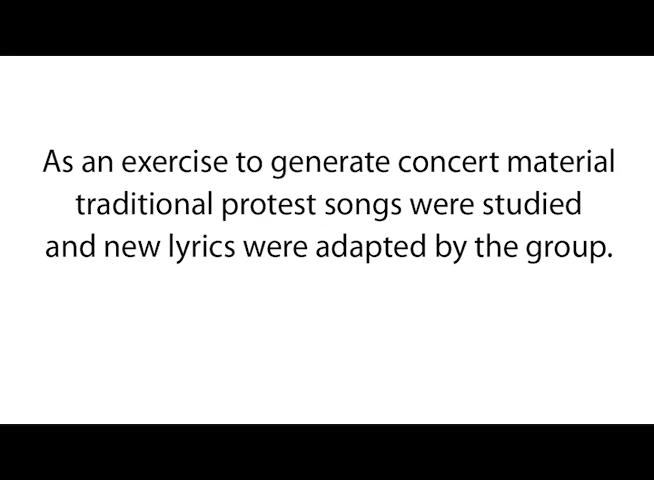 As an exercise to generate concert material
traditional protest songs were studied
and new lyrics were adapted by the group.